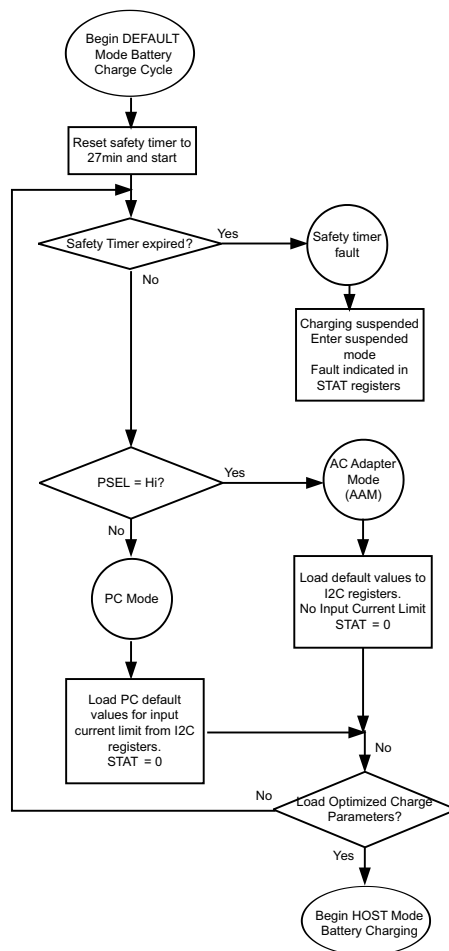 Begin DEFAULT
Mode Battery
Charge Cycle
Reset safety timer to
27min and start
Safety Timer expired?
Yes
Safety timer
fault
No
Charging suspended
Enter suspended
mode
Fault indicated in
STAT registers
PSEL = Hi?
Yes
AC Adapter
Mode
(AAM)
No
PC Mode
Load default values to
I2C registers.
No Input Current Limit
STAT = 0
Load PC default
values for input
current limit from I2C
registers.
STAT = 0
No
No
Load Optimized Charge
Parameters?
Yes
Begin HOST Mode
Battery Charging